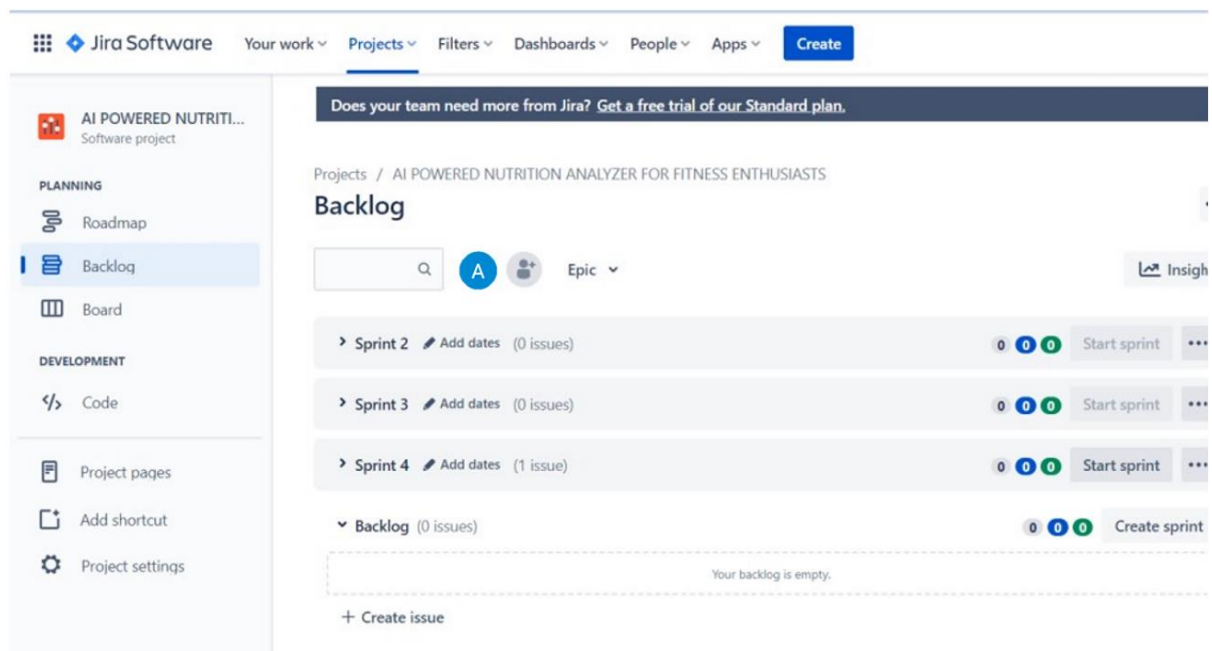 Jira Software Your work Projects Filters Dashboards People Apps Create
Does your team need more from Jira? Get a free trial of our Standard plan.
AI POWERED NUTRITI...
Software project
PLANNING
Roadmap
Backlog
Board
DEVELOPMENT
Code
Project pages
Add shortcut
Project settings
Projects / AI POWERED NUTRITION ANALYZER FOR FITNESS ENTHUSIASTS
Backlog
A Epic Insigh
Sprint 2 Add dates (0 issues) 0 0 0 Start sprint
Sprint 3 Add dates (0 issues) 0 0 0 Start sprint
Sprint 4 Add dates (1 issue) 0 0 0 Start sprint
Backlog (0 issues) 0 0 0 Create sprint
Your backlog is empty.
+ Create issue